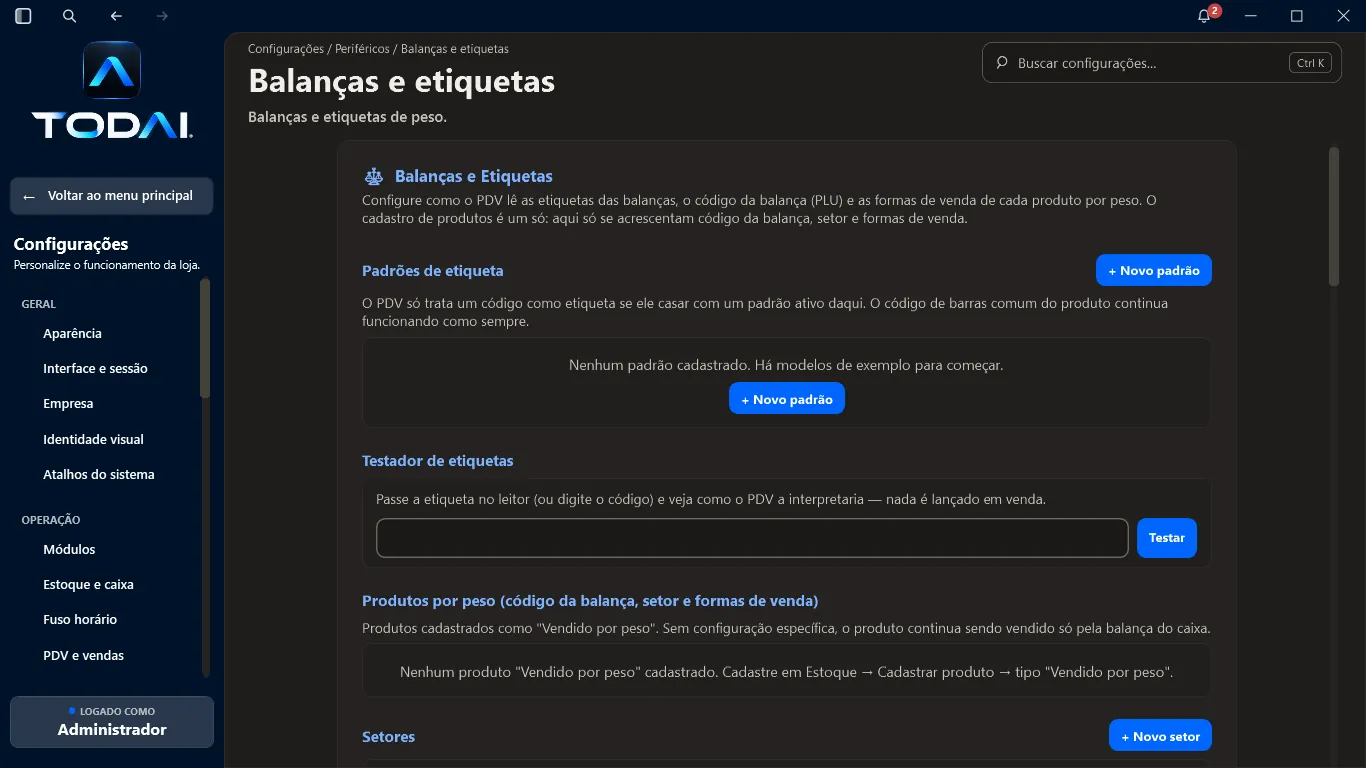 2
Configurações / Periféricos / Balanças e etiquetas
Balanças e etiquetas
Balanças e etiquetas de peso.
Buscar configurações...
Ctrl K
TODAI.
← Voltar ao menu principal
Configurações
Personalize o funcionamento da loja.
GERAL
Aparência
Interface e sessão
Empresa
Identidade visual
Atalhos do sistema
OPERAÇÃO
Módulos
Estoque e caixa
Fuso horário
PDV e vendas
LOGADO COMO
Administrador
Balanças e Etiquetas
Configure como o PDV lê as etiquetas das balanças, o código da balança (PLU) e as formas de venda de cada produto por peso. O
cadastro de produtos é um só: aqui só se acrescentam código da balança, setor e formas de venda.
Padrões de etiqueta
+ Novo padrão
O PDV só trata um código como etiqueta se ele casar com um padrão ativo daqui. O código de barras comum do produto continua
funcionando como sempre.
Nenhum padrão cadastrado. Há modelos de exemplo para começar.
+ Novo padrão
Testador de etiquetas
Passe a etiqueta no leitor (ou digite o código) e veja como o PDV a interpretaria — nada é lançado em venda.
Testar
Produtos por peso (código da balança, setor e formas de venda)
Produtos cadastrados como "Vendido por peso". Sem configuração específica, o produto continua sendo vendido só pela balança do caixa.
Nenhum produto "Vendido por peso" cadastrado. Cadastre em Estoque → Cadastrar produto → tipo "Vendido por peso".
Setores
+ Novo setor